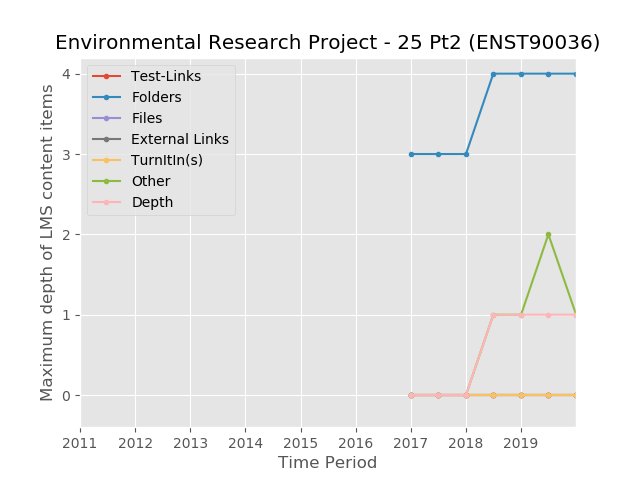 Environmental Research Project - 25 Pt2 (ENST90036)
Maximum depth of LMS content items
4
3
2
1
0
Test-Links
Folders
Files
External Links
TurnItIn(s)
Other
Depth
2011 2012 2013 2014 2015 2016 2017 2018 2019
Time Period